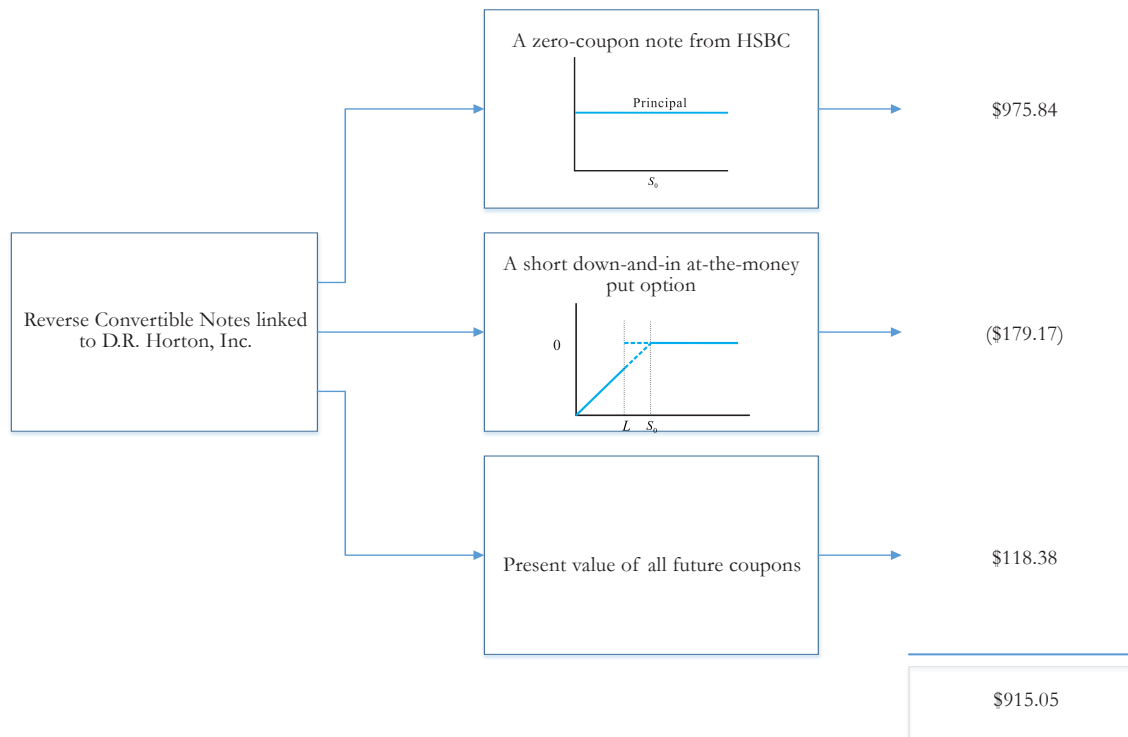 A zero-coupon note from HSBC
Principal
S₀
$975.84
Reverse Convertible Notes linked
to D.R. Horton, Inc.
A short down-and-in at-the-money
put option
0
L S₀
($179.17)
Present value of all future coupons
$118.38
$915.05